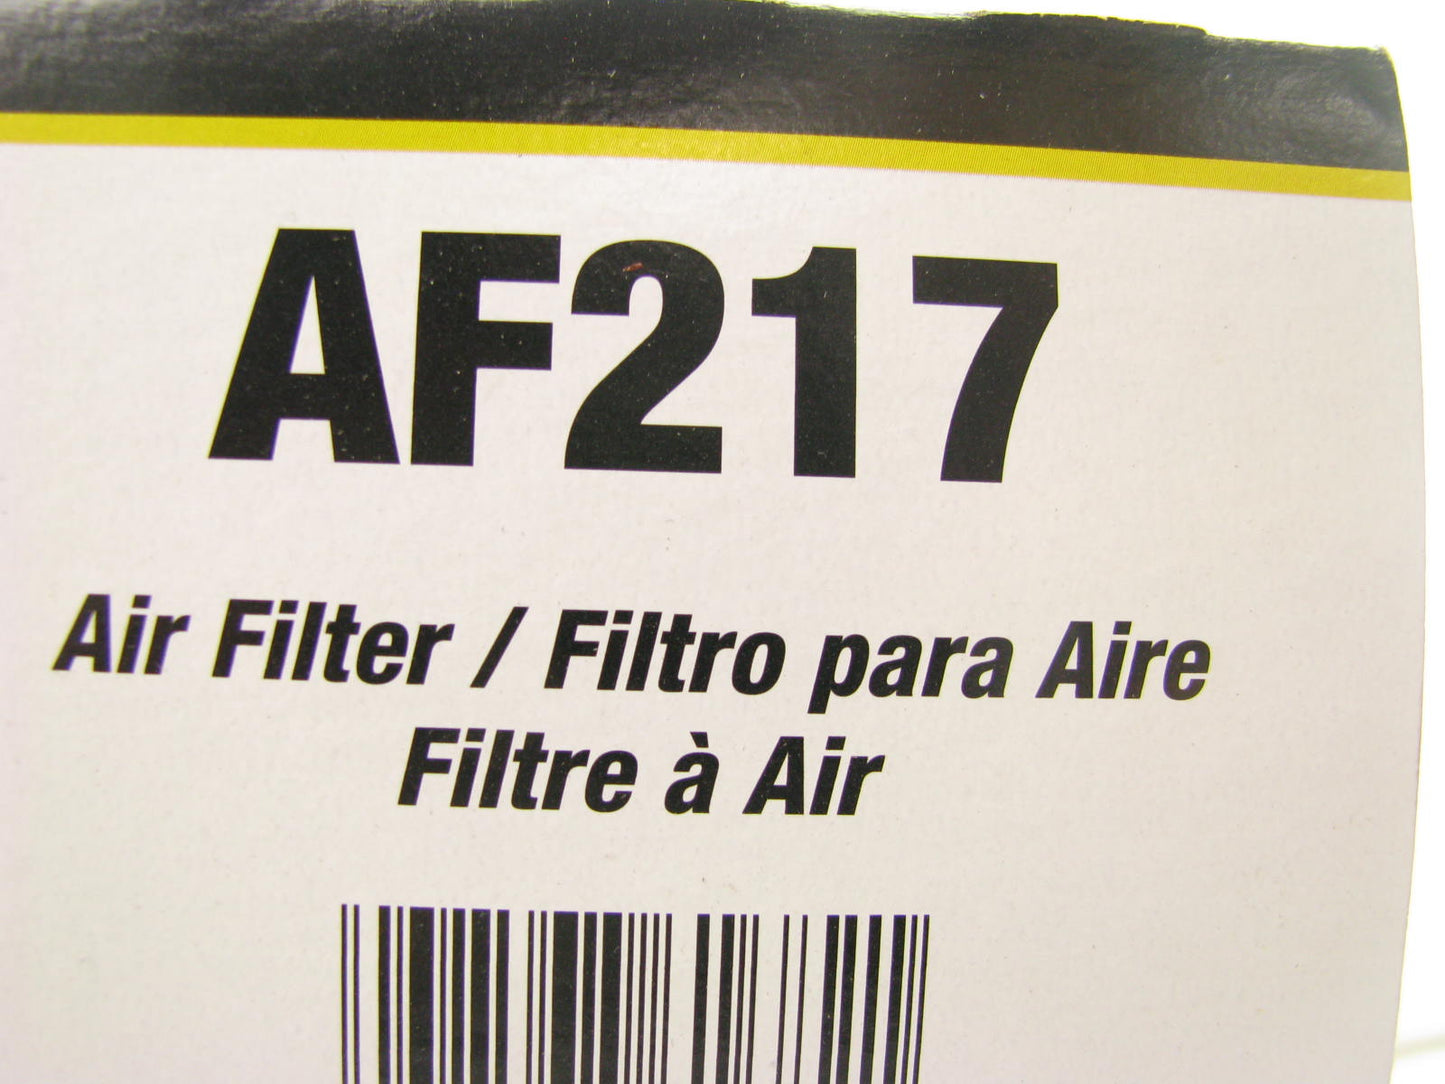 AF217
Air Filter / Filtro para Aire
Filtre à Air